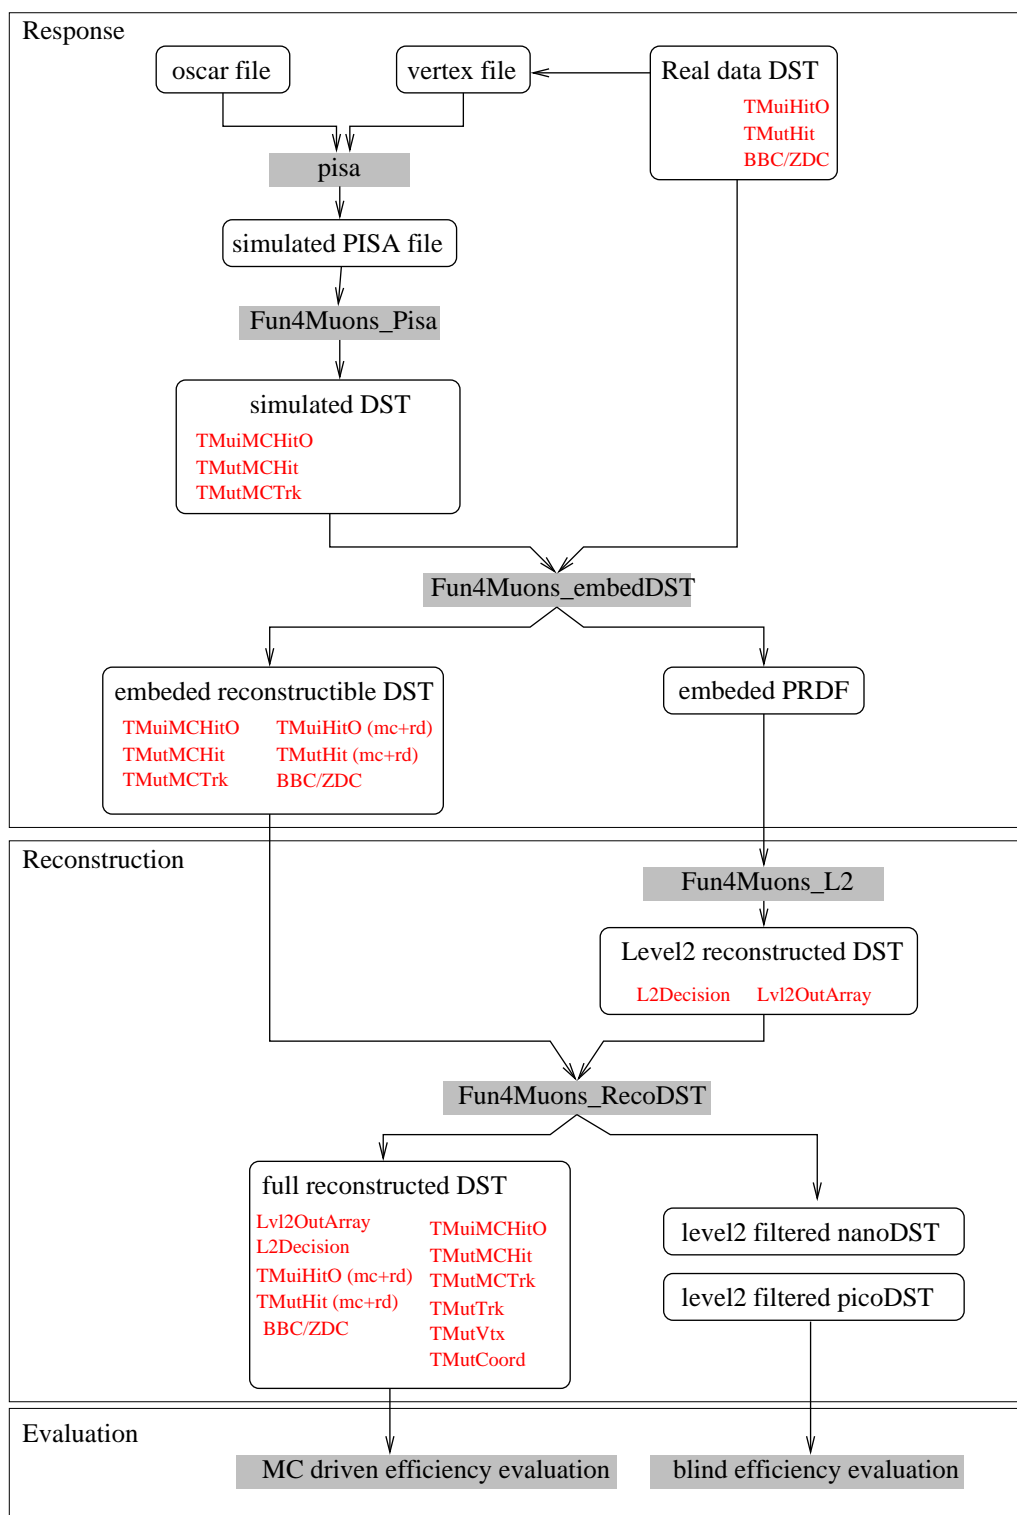 Response
oscar file
vertex file
Real data DST
TMuiHitO
TMutHit
BBC/ZDC
pisa
simulated PISA file
Fun4Muons_Pisa
simulated DST
TMuiMCHitO
TMutMCHit
TMutMCTrk
Fun4Muons_embedDST
embeded reconstructible DST
TMuiMCHitO
TMutMCHit
TMutMCTrk
TMuiHitO (mc+rd)
TMutHit (mc+rd)
BBC/ZDC
embeded PRDF
Reconstruction
Fun4Muons_L2
Level2 reconstructed DST
L2Decision
Lvl2OutArray
Fun4Muons_RecoDST
full reconstructed DST
Lvl2OutArray
L2Decision
TMuiHitO (mc+rd)
TMutHit (mc+rd)
BBC/ZDC
TMuiMCHitO
TMutMCHit
TMutMCTrk
TMutTrk
TMutVtx
TMutCoord
level2 filtered nanoDST
level2 filtered picoDST
Evaluation
MC driven efficiency evaluation
blind efficiency evaluation